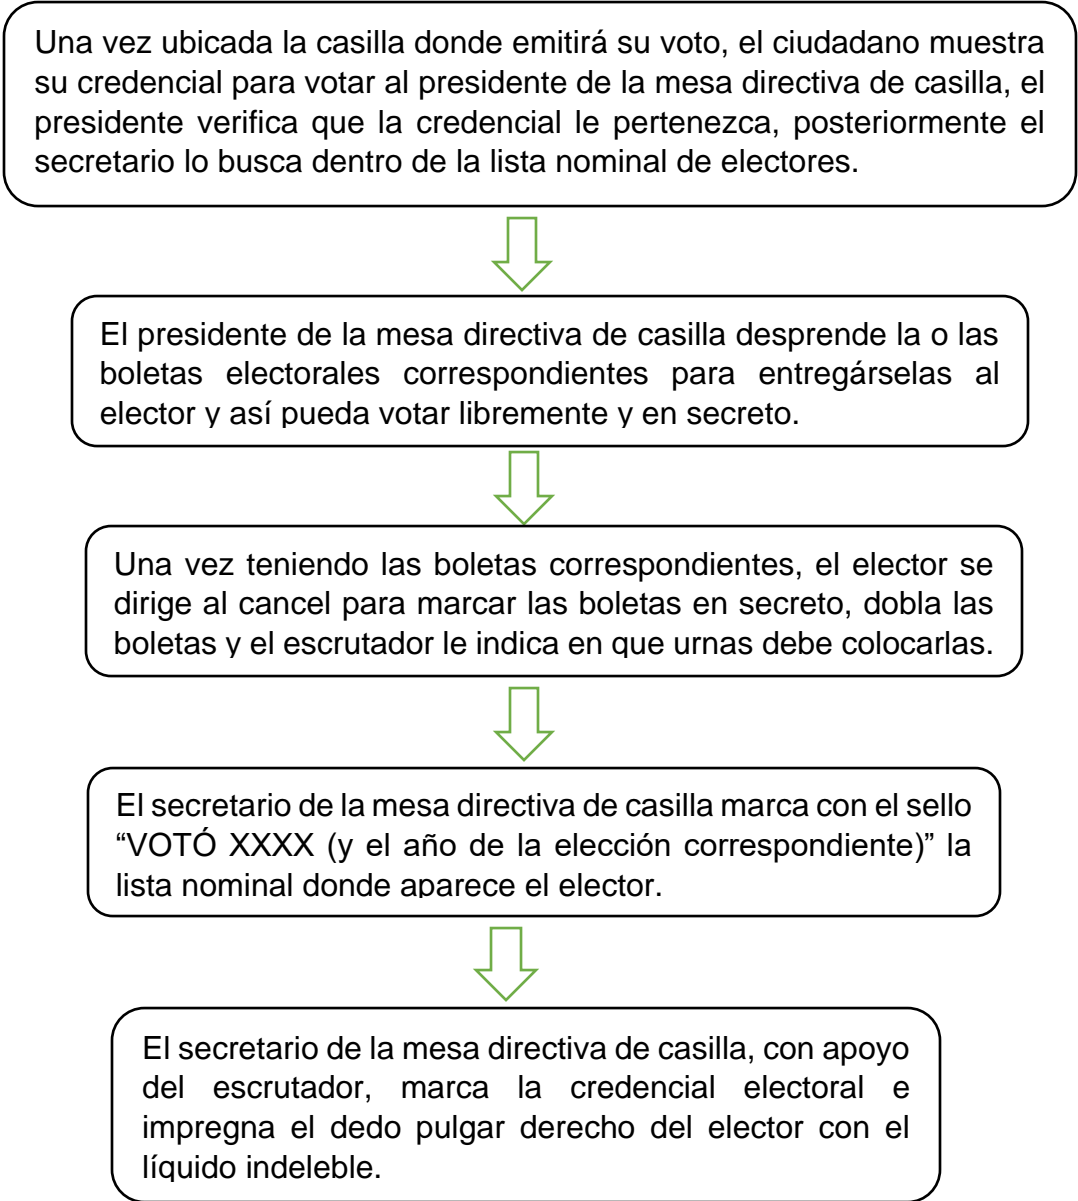 Una vez ubicada la casilla donde emitirá su voto, el ciudadano muestra
su credencial para votar al presidente de la mesa directiva de casilla, el
presidente verifica que la credencial le pertenezca, posteriormente el
secretario lo busca dentro de la lista nominal de electores.
El presidente de la mesa directiva de casilla desprende la o las
boletas electorales correspondientes para entregárselas al
elector y así pueda votar libremente y en secreto.
Una vez teniendo las boletas correspondientes, el elector se
dirige al cancel para marcar las boletas en secreto, dobla las
boletas y el escrutador le indica en que urnas debe colocarlas.
El secretario de la mesa directiva de casilla marca con el sello
“VOTÓ XXXX (y el año de la elección correspondiente)” la
lista nominal donde aparece el elector.
El secretario de la mesa directiva de casilla, con apoyo
del escrutador, marca la credencial electoral e
impregna el dedo pulgar derecho del elector con el
líquido indeleble.